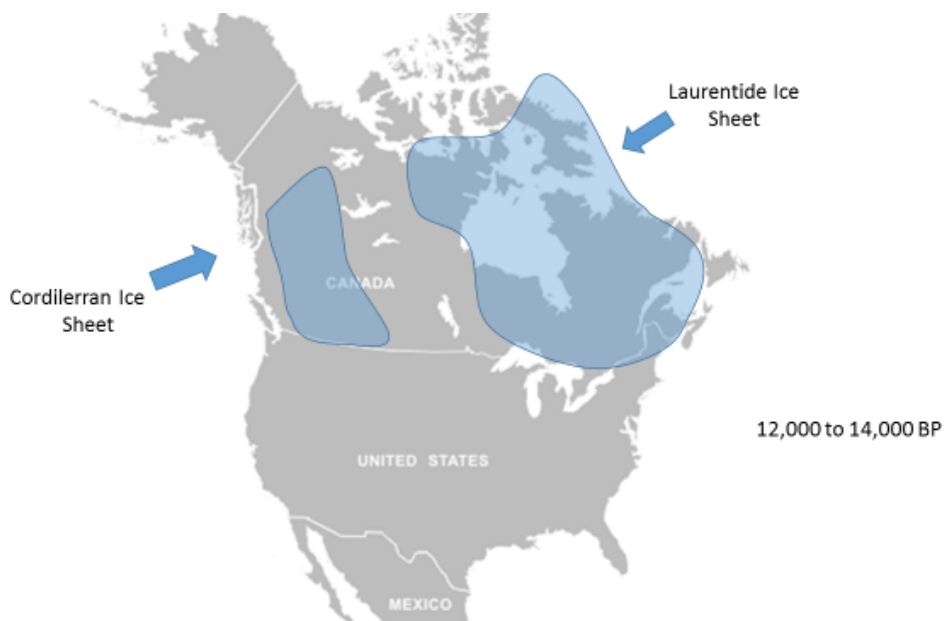 Laurentide Ice
Sheet
Cordilerran Ice
Sheet
CANADA
12,000 to 14,000 BP
UNITED STATES
MEXICO